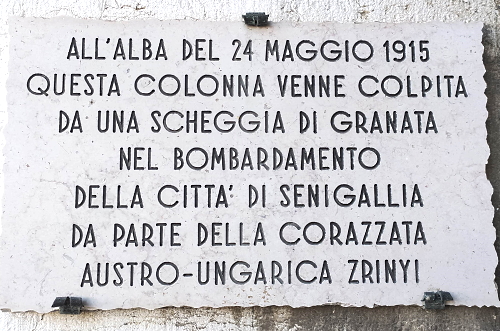 ALL'ALBA DEL 24 MAGGIO 1915
QUESTA COLONNA VENNE COLPITA
DA UNA SCHEGGIA DI GRANATA
NEL BOMBARDAMENTO
DELLA CITTA' DI SENIGALLIA
DA PARTE DELLA CORAZZATA
AUSTRO-UNGARICA ZRINYI